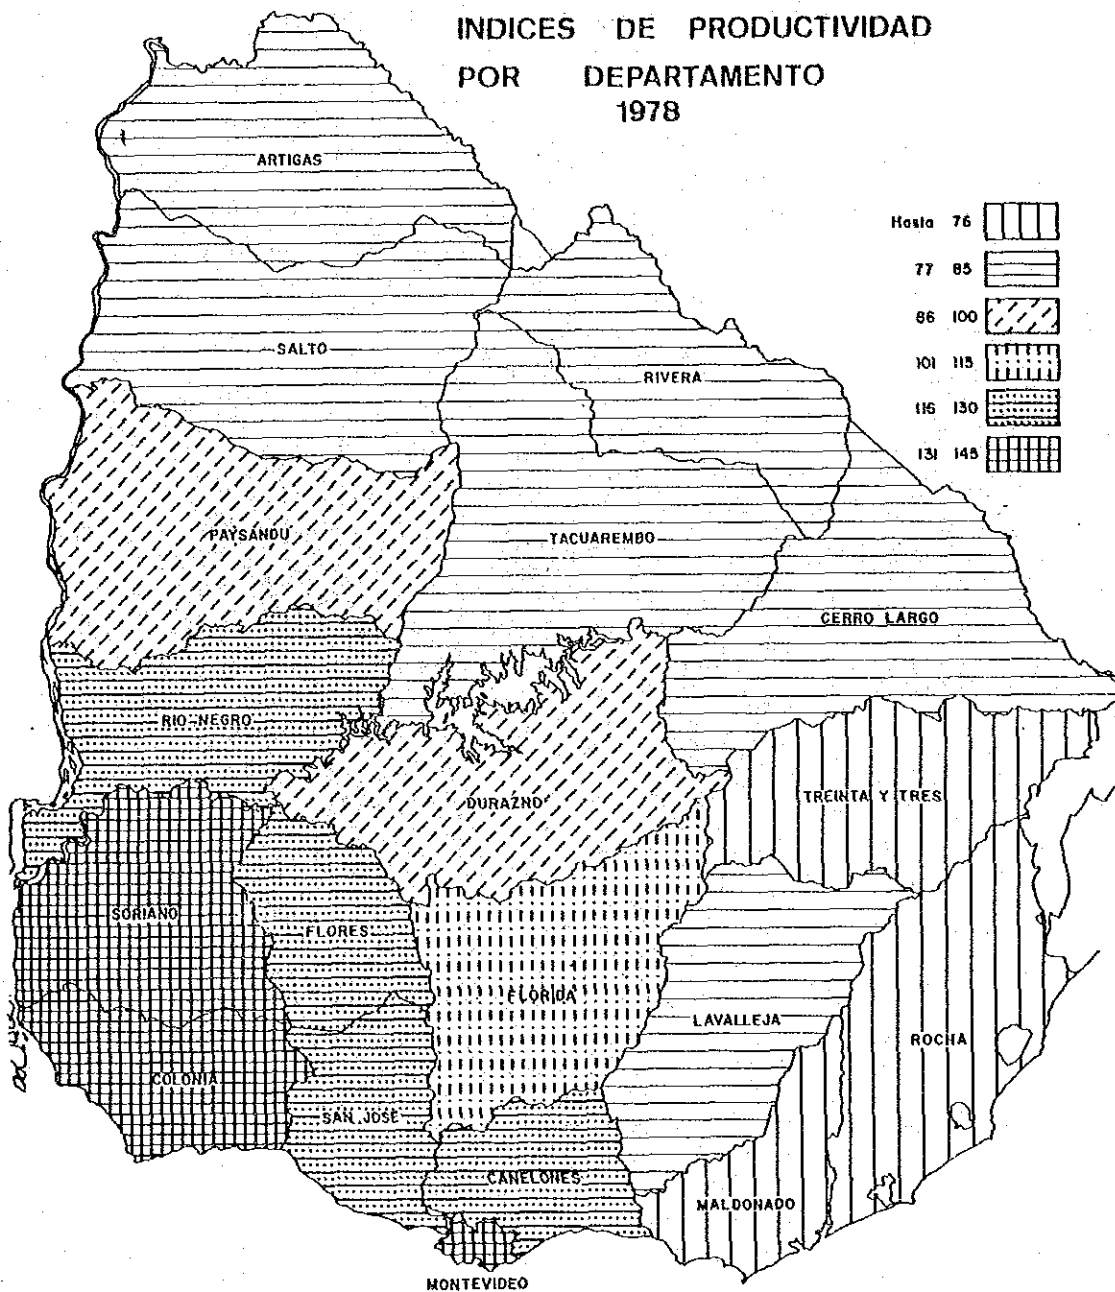 INDICES DE PRODUCTIVIDAD
POR DEPARTAMENTO
1978
ARTIGAS
Hasta 76
77 85
86 100
101 115
116 130
131 145
SALTO
RIVERA
PAYSANDU
TACUAREMBO
CERRO LARGO
RIO NEGRO
DURAZNO
TREINTA Y TRES
SORIANO
FLORES
FLORIDA
LAVALLEJA
ROCHA
COLONIA
SAN JOSE
CANELONES
MALDONADO
MONTEVIDEO